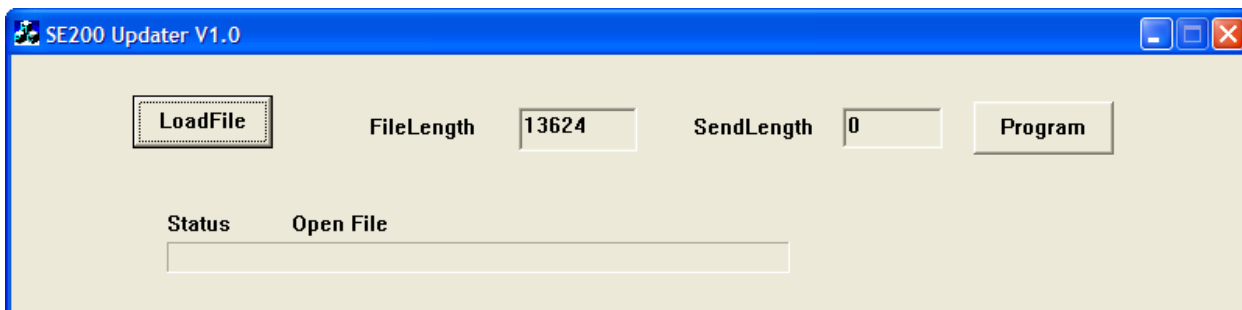 SE200 Updater V1.0
LoadFile FileLength 13624 SendLength 0 Program
Status Open File